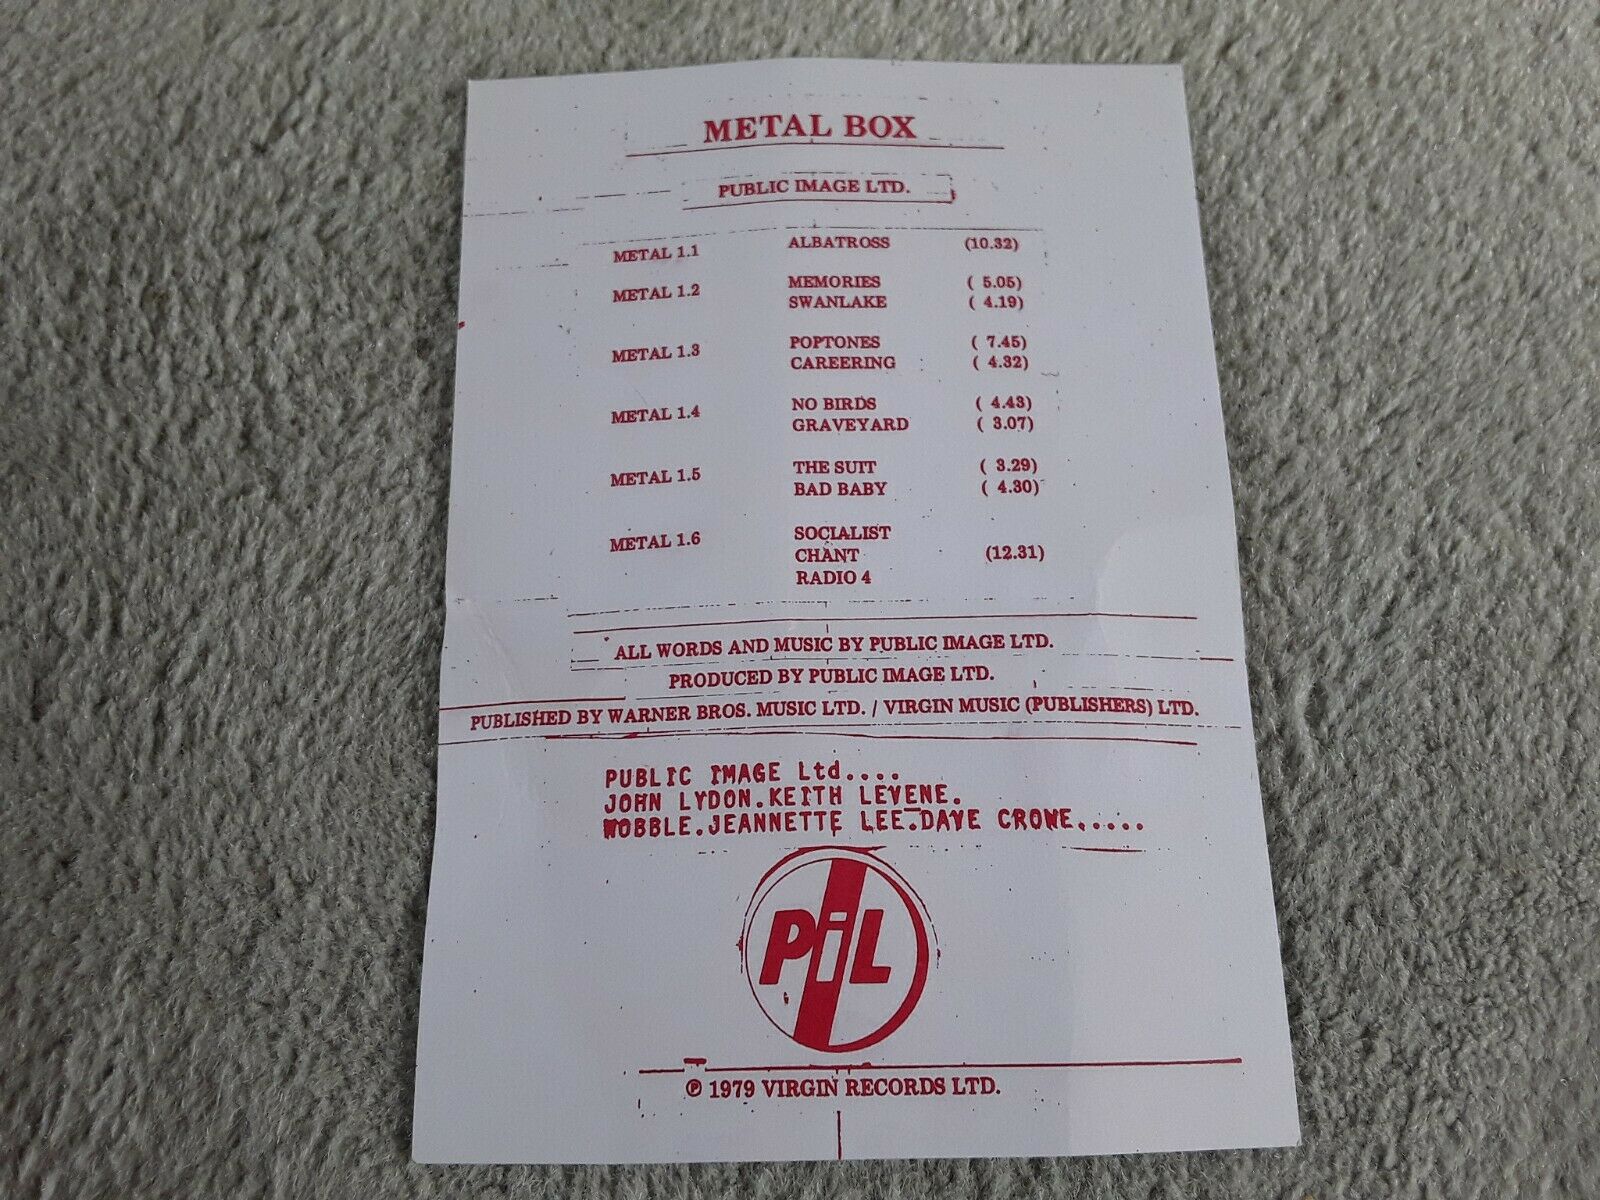 METAL BOX
PUBLIC IMAGE LTD.
METAL 1.1 ALBATROSS (10.32)
METAL 1.2 MEMORIES ( 5.05)
SWANLAKE ( 4.19)
METAL 1.3 POPTONES ( 7.45)
CAREERING ( 4.32)
METAL 1.4 NO BIRDS ( 4.43)
GRAVEYARD ( 3.07)
METAL 1.5 THE SUIT ( 3.29)
BAD BABY ( 4.30)
METAL 1.6 SOCIALIST
CHANT (12.31)
RADIO 4
ALL WORDS AND MUSIC BY PUBLIC IMAGE LTD.
PRODUCED BY PUBLIC IMAGE LTD.
PUBLISHED BY WARNER BROS. MUSIC LTD. / VIRGIN MUSIC (PUBLISHERS) LTD.
PUBLIC IMAGE Ltd....
JOHN LYDON.KEITH LEVENE.
WOBBLE.JEANNETTE LEE.DAVE CROWE.....
PiL
℗ 1979 VIRGIN RECORDS LTD.